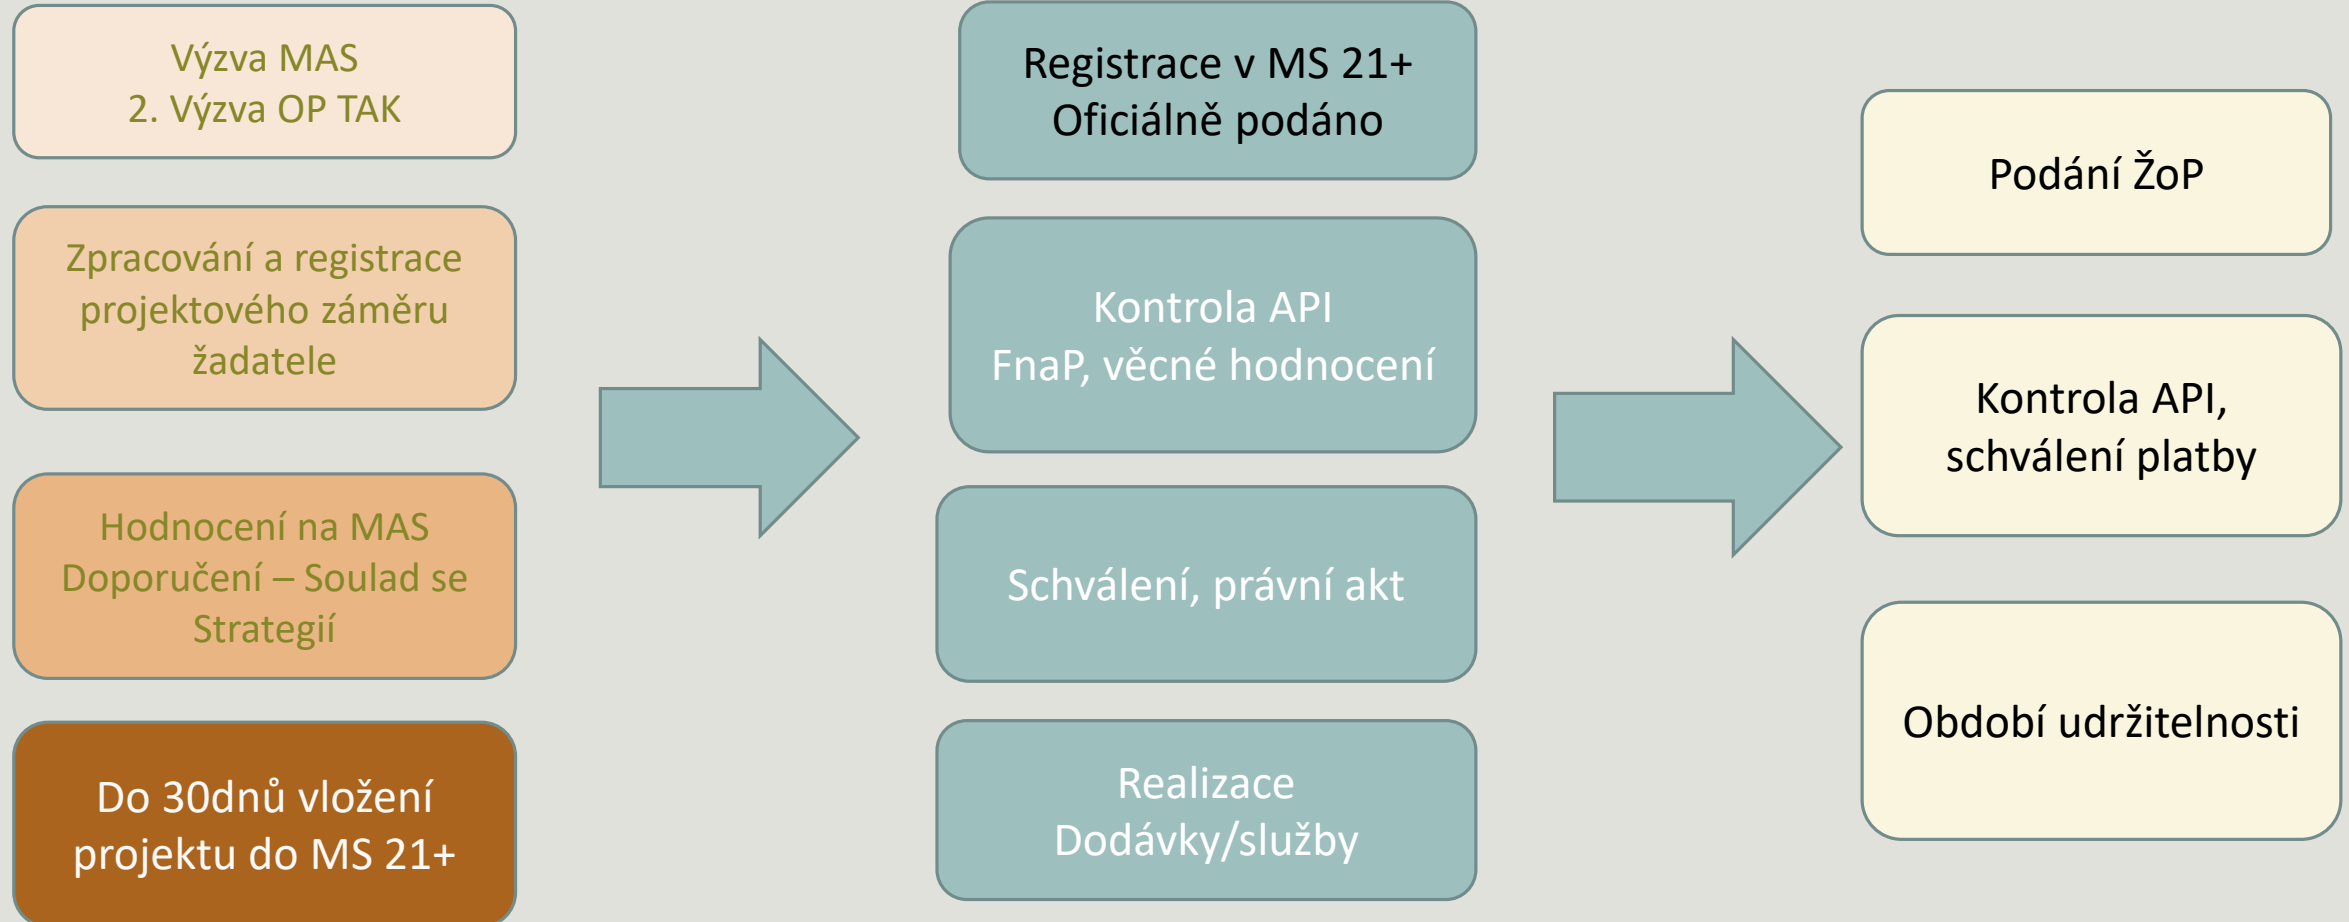 Výzva MAS
2. Výzva OP TAK
Zpracování a registrace
projektového záměru
žadatele
Hodnocení na MAS
Doporučení – Soulad se
Strategií
Do 30dnů vložení
projektu do MS 21+
Registrace v MS 21+
Oficiálně podáno
Kontrola API
FnaP, věcné hodnocení
Schválení, právní akt
Realizace
Dodávky/služby
Podání ŽoP
Kontrola API,
schválení platby
Období udržitelnosti